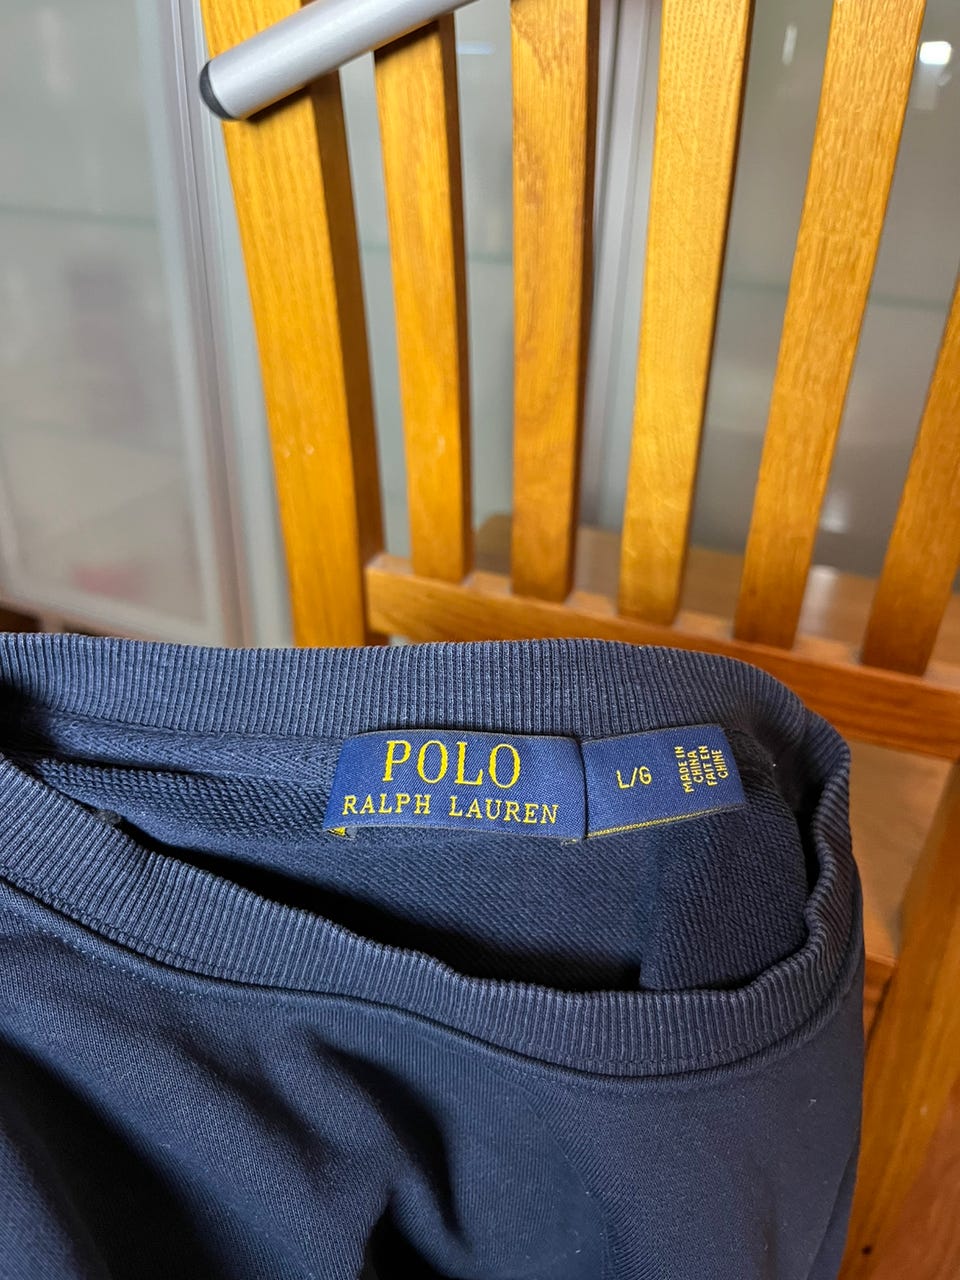 POLO
RALPH LAUREN
L/G
MADE IN
CHINA
FAIT EN
CHINE